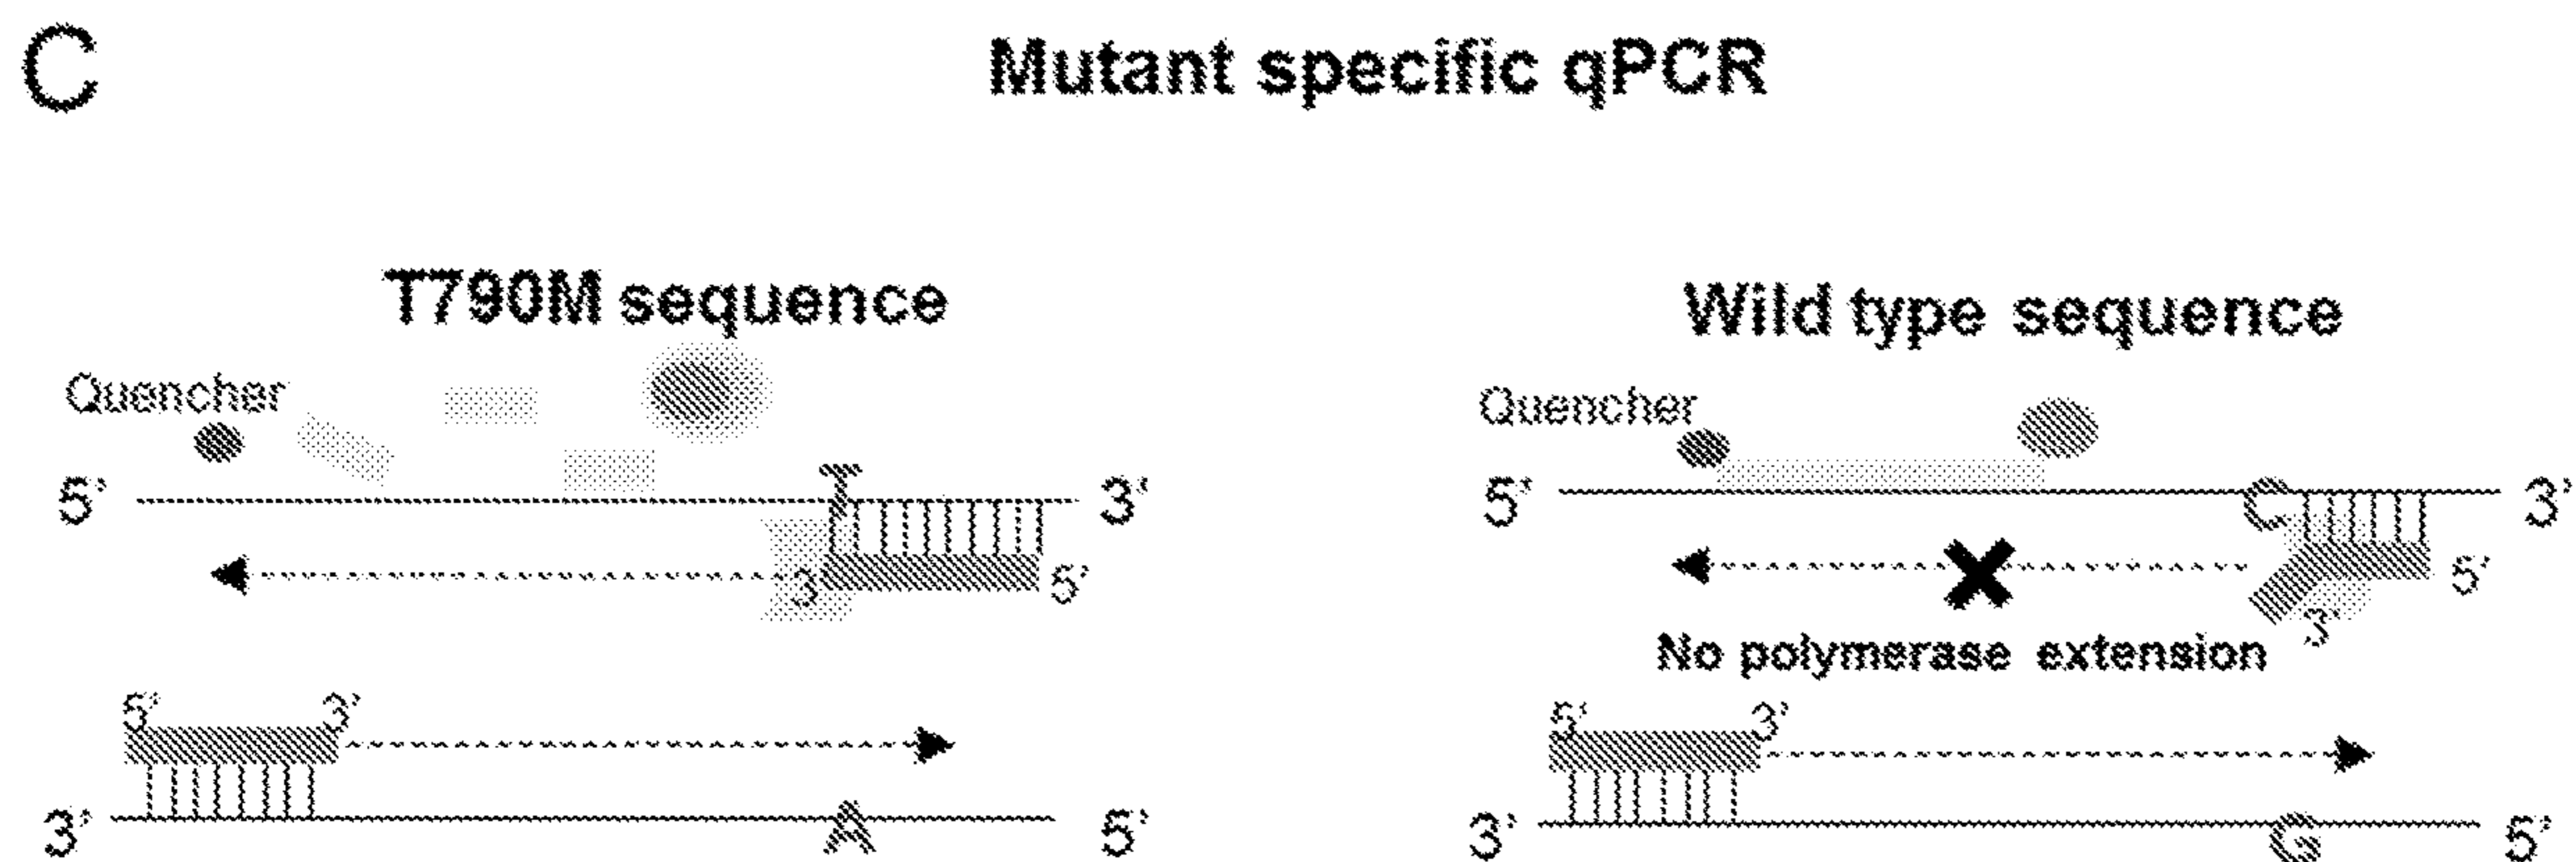 C
Mutant specific qPCR
T790M sequence
Quencher
5' T 3'
3' 5'
5' 3'
3' A 5'
Wild type sequence
Quencher
5' C 3'
5'
3'
No polymerase extension
5' 3'
3' G 5'